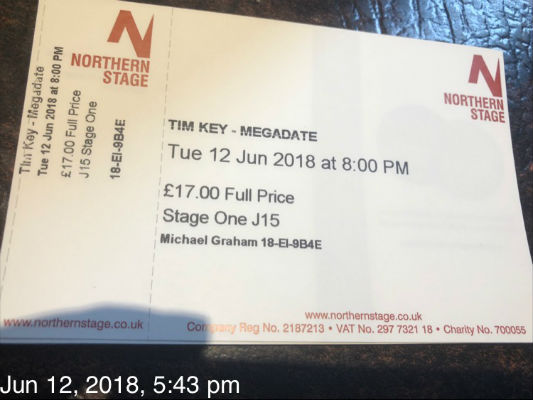 N
NORTHERN
STAGE
Tim Key - Megadate
Tue 12 Jun 2018 at 8:00 PM
£17.00 Full Price
J15 Stage One
18-EI-9B4E
N
NORTHERN
STAGE
TIM KEY - MEGADATE
Tue 12 Jun 2018 at 8:00 PM
£17.00 Full Price
Stage One J15
Michael Graham 18-EI-9B4E
www.northernstage.co.uk
www.northernstage.co.uk
Company Reg No. 2187213 • VAT No. 297 7321 18 • Charity No. 700055
Jun 12, 2018, 5:43 pm